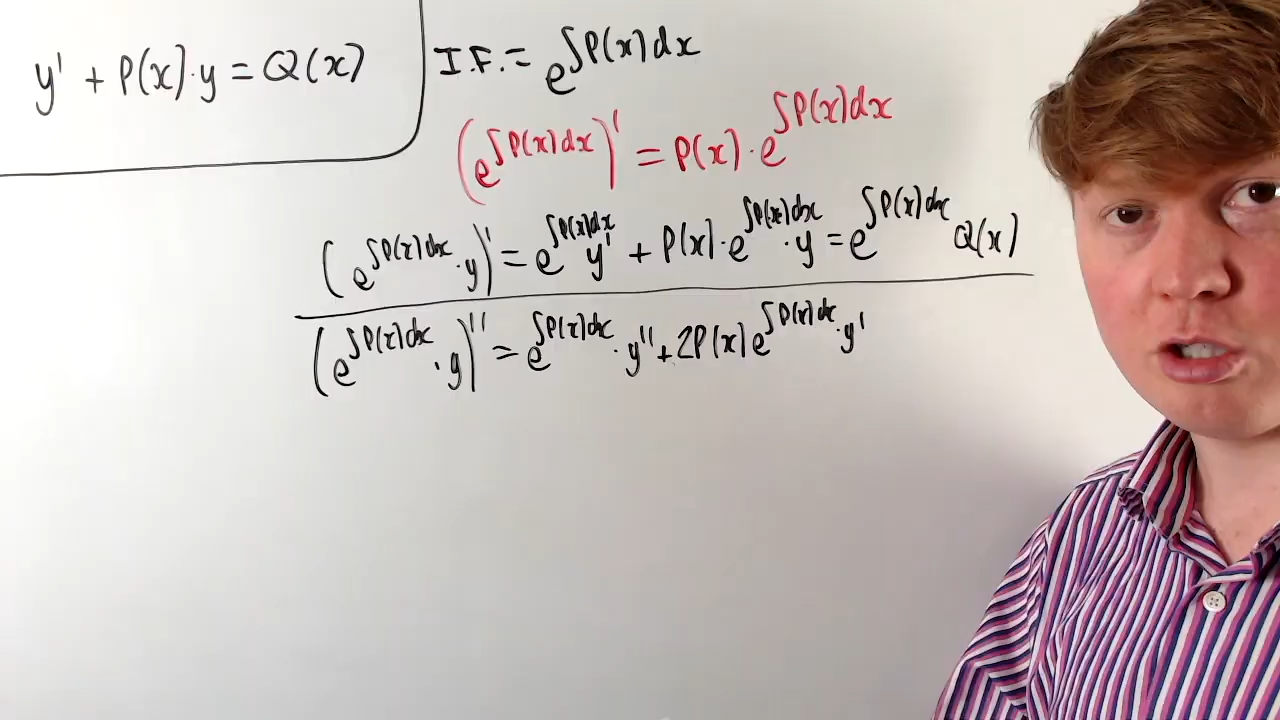 y' + P(x)·y = Q(x)
I.F. = e^∫P(x)dx
(e^∫P(x)dx)' = P(x)·e^∫P(x)dx
(e^∫P(x)dx·y)' = e^∫P(x)dx y' + P(x)·e^∫P(x)dx·y = e^∫P(x)dx Q(x)
(e^∫P(x)dx·y)'' = e^∫P(x)dx·y'' + 2P(x)e^∫P(x)dx·y'